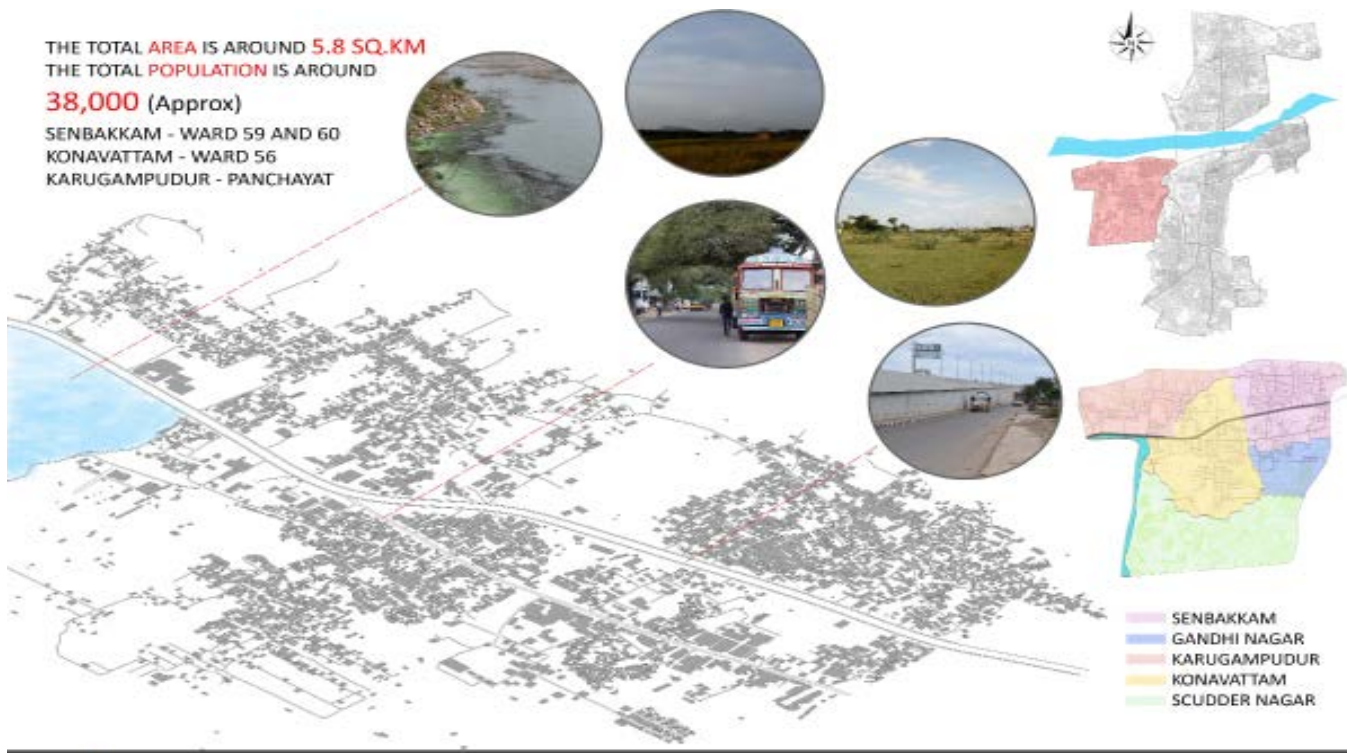 THE TOTAL AREA IS AROUND 5.8 SQ.KM
THE TOTAL POPULATION IS AROUND
38,000 (Approx)
SENBAKKAM - WARD 59 AND 60
KONAVATTAM - WARD 56
KARUGAMPUDUR - PANCHAYAT
N
SENBAKKAM
GANDHI NAGAR
KARUGAMPUDUR
KONAVATTAM
SCUDDER NAGAR